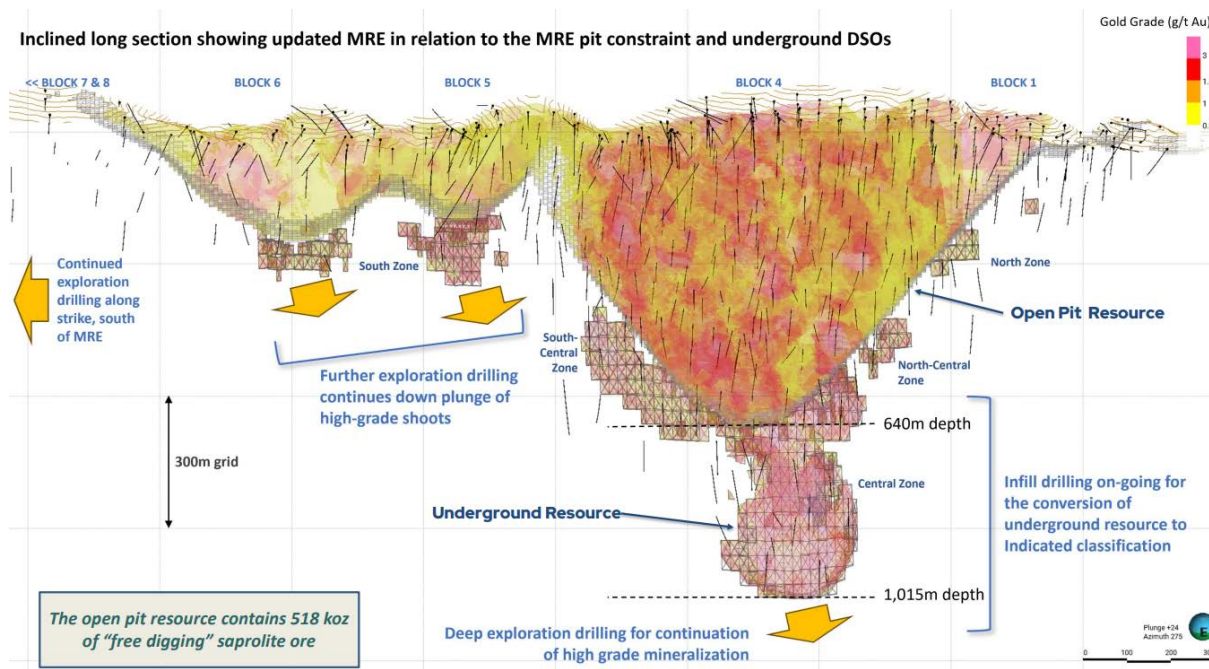 Gold Grade (g/t Au)
Inclined long section showing updated MRE in relation to the MRE pit constraint and underground DSOs
3
1.
1
0.
<< BLOCK 7 & 8
BLOCK 6
BLOCK 5
BLOCK 4
BLOCK 1
Continued
exploration
drilling along
strike, south
of MRE
South Zone
North Zone
Open Pit Resource
South-
Central
Zone
North-Central
Zone
Further exploration drilling
continues down plunge of
high-grade shoots
640m depth
300m grid
Central Zone
Underground Resource
Infill drilling on-going for
the conversion of
underground resource to
Indicated classification
1,015m depth
The open pit resource contains 518 koz
of “free digging” saprolite ore
Deep exploration drilling for continuation
of high grade mineralization
Plunge +24
Azimuth 275
E
0 100 200 30